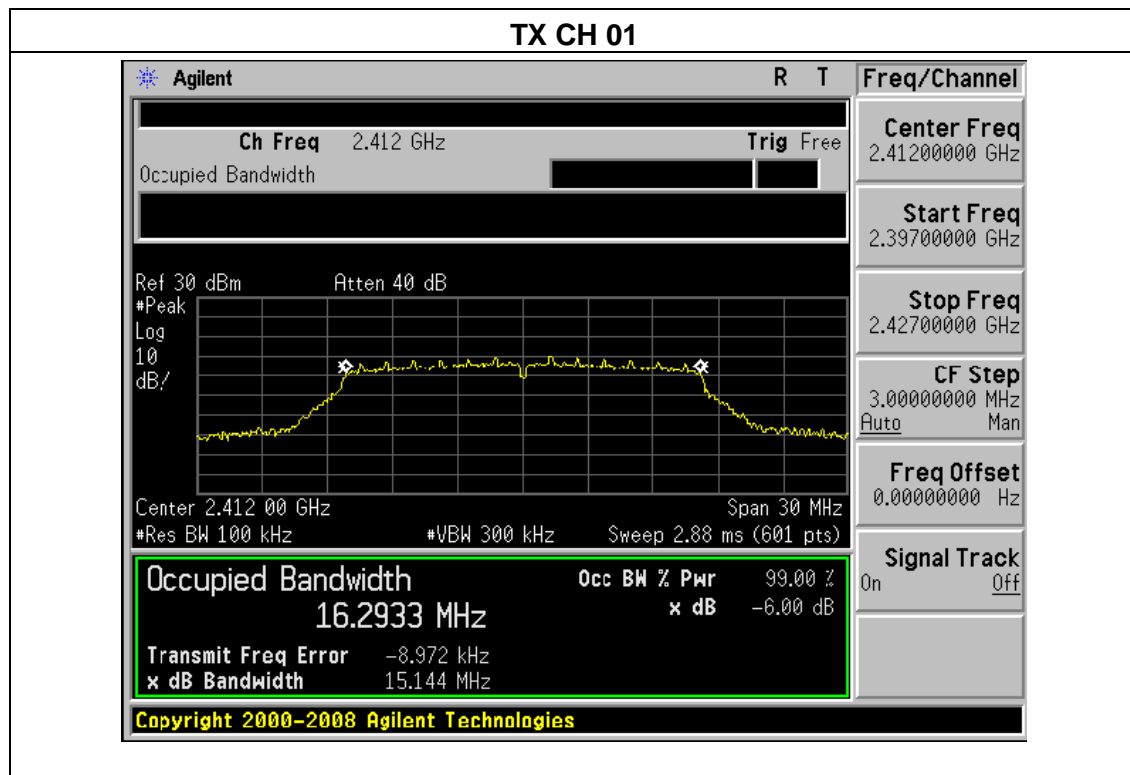 TX CH 01
Agilent R T
Freq/Channel
Ch Freq 2.412 GHz Trig Free
Occupied Bandwidth
Center Freq
2.41200000 GHz
Start Freq
2.39700000 GHz
Stop Freq
2.42700000 GHz
CF Step
3.00000000 MHz
Auto Man
Freq Offset
0.00000000 Hz
Signal Track
On Off
Ref 30 dBm Atten 40 dB
#Peak
Log
10
dB/
Center 2.412 00 GHz Span 30 MHz
#Res BW 100 kHz #VBW 300 kHz Sweep 2.88 ms (601 pts)
Occupied Bandwidth Occ BW % Pwr 99.00 %
16.2933 MHz x dB -6.00 dB
Transmit Freq Error -8.972 kHz
x dB Bandwidth 15.144 MHz
Copyright 2000-2008 Agilent Technologies